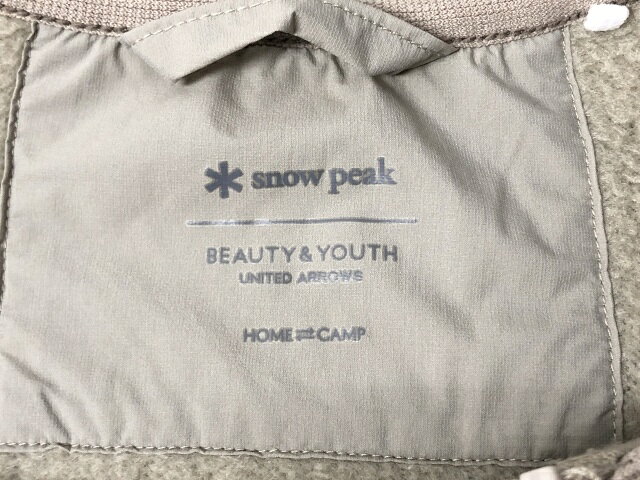 snow peak
BEAUTY & YOUTH
UNITED ARROWS
HOME ⇄ CAMP